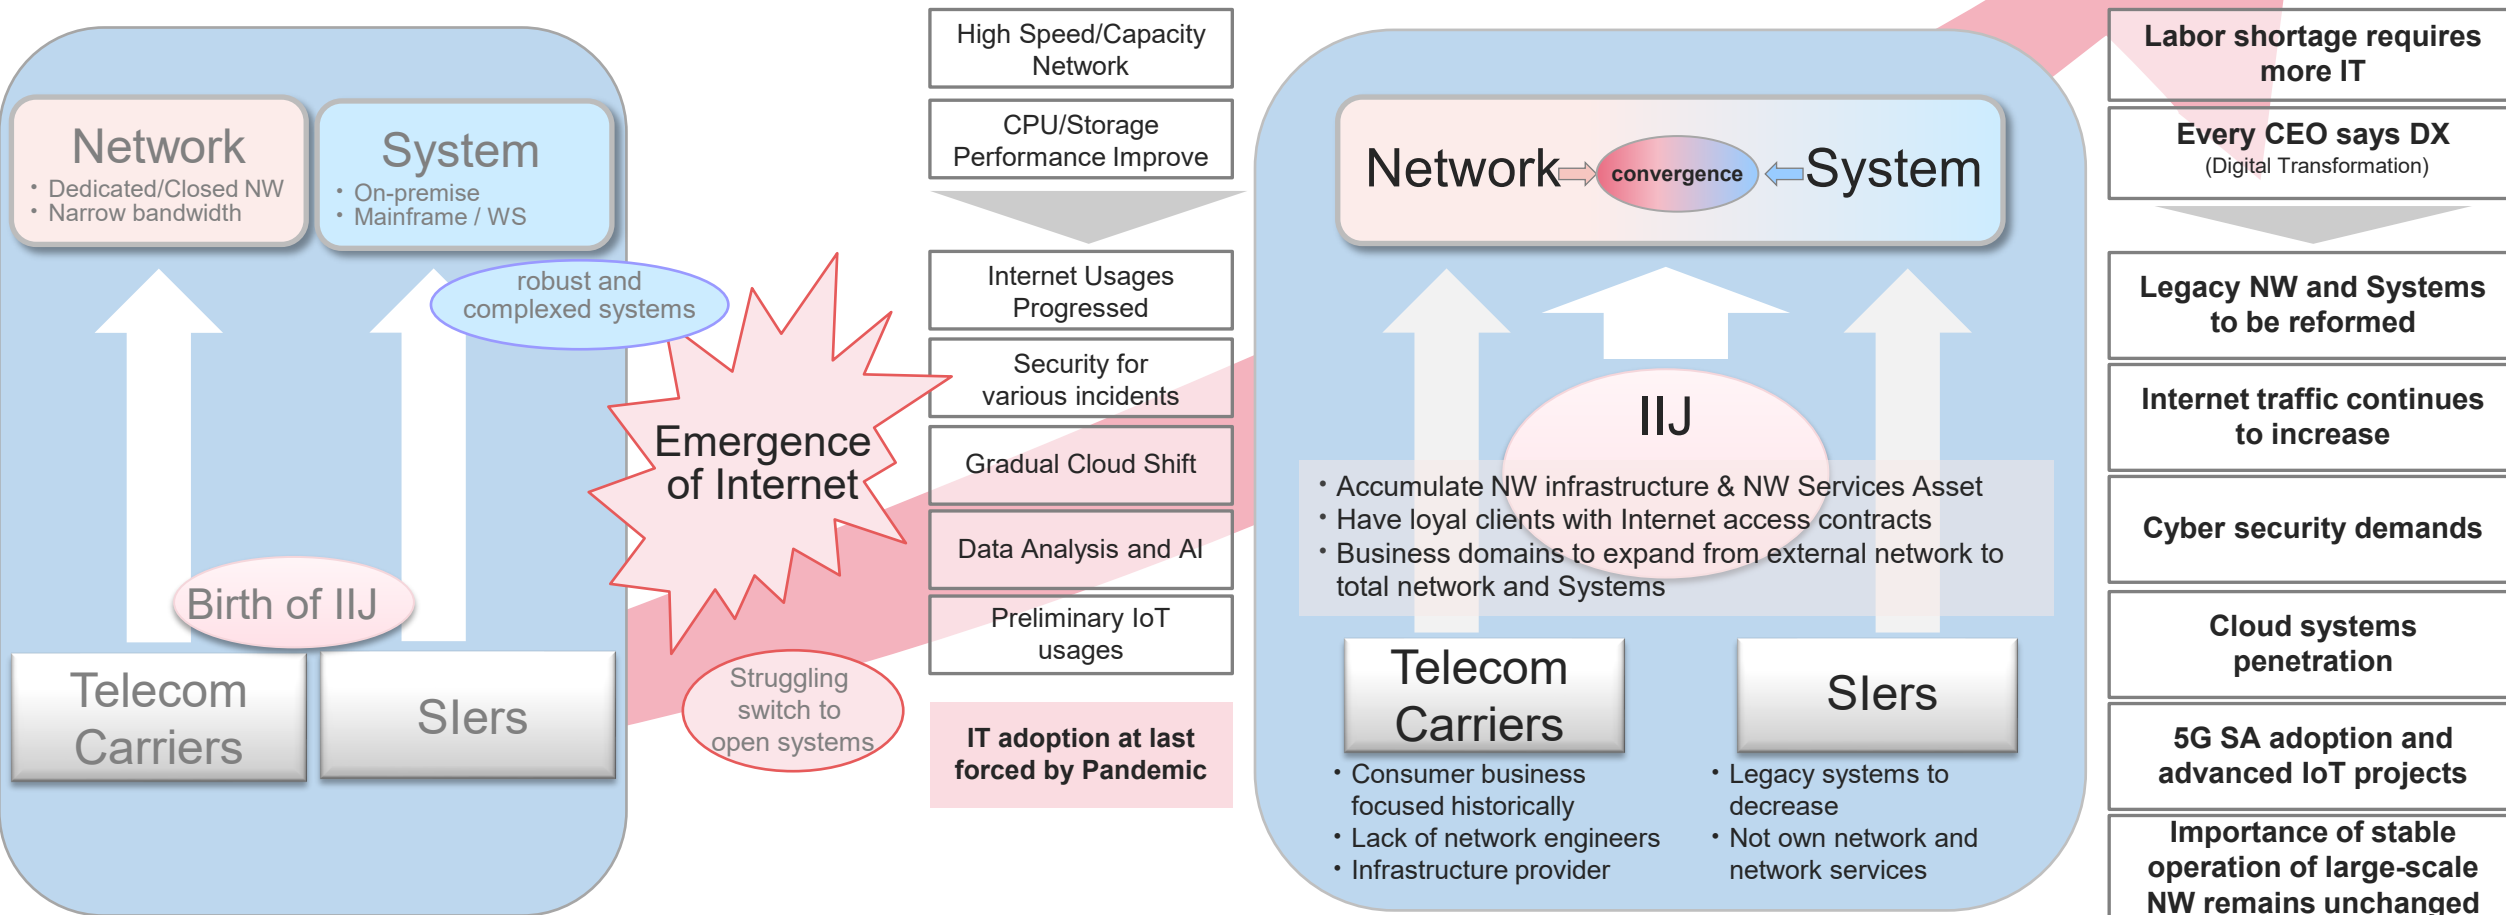 Network
・Dedicated/Closed NW
・Narrow bandwidth
System
・On-premise
・Mainframe / WS
robust and
complexed systems
Birth of IIJ
Telecom
Carriers
SIers
Emergence
of Internet
Struggling
switch to
open systems
High Speed/Capacity
Network
CPU/Storage
Performance Improve
Internet Usages
Progressed
Security for
various incidents
Gradual Cloud Shift
Data Analysis and AI
Preliminary IoT
usages
IT adoption at last
forced by Pandemic
Network
convergence
System
IIJ
・Accumulate NW infrastructure & NW Services Asset
・Have loyal clients with Internet access contracts
・Business domains to expand from external network to
total network and Systems
Telecom
Carriers
・Consumer business
focused historically
・Lack of network engineers
・Infrastructure provider
SIers
・Legacy systems to
decrease
・Not own network and
network services
Labor shortage requires
more IT
Every CEO says DX
(Digital Transformation)
Legacy NW and Systems
to be reformed
Internet traffic continues
to increase
Cyber security demands
Cloud systems
penetration
5G SA adoption and
advanced IoT projects
Importance of stable
operation of large-scale
NW remains unchanged